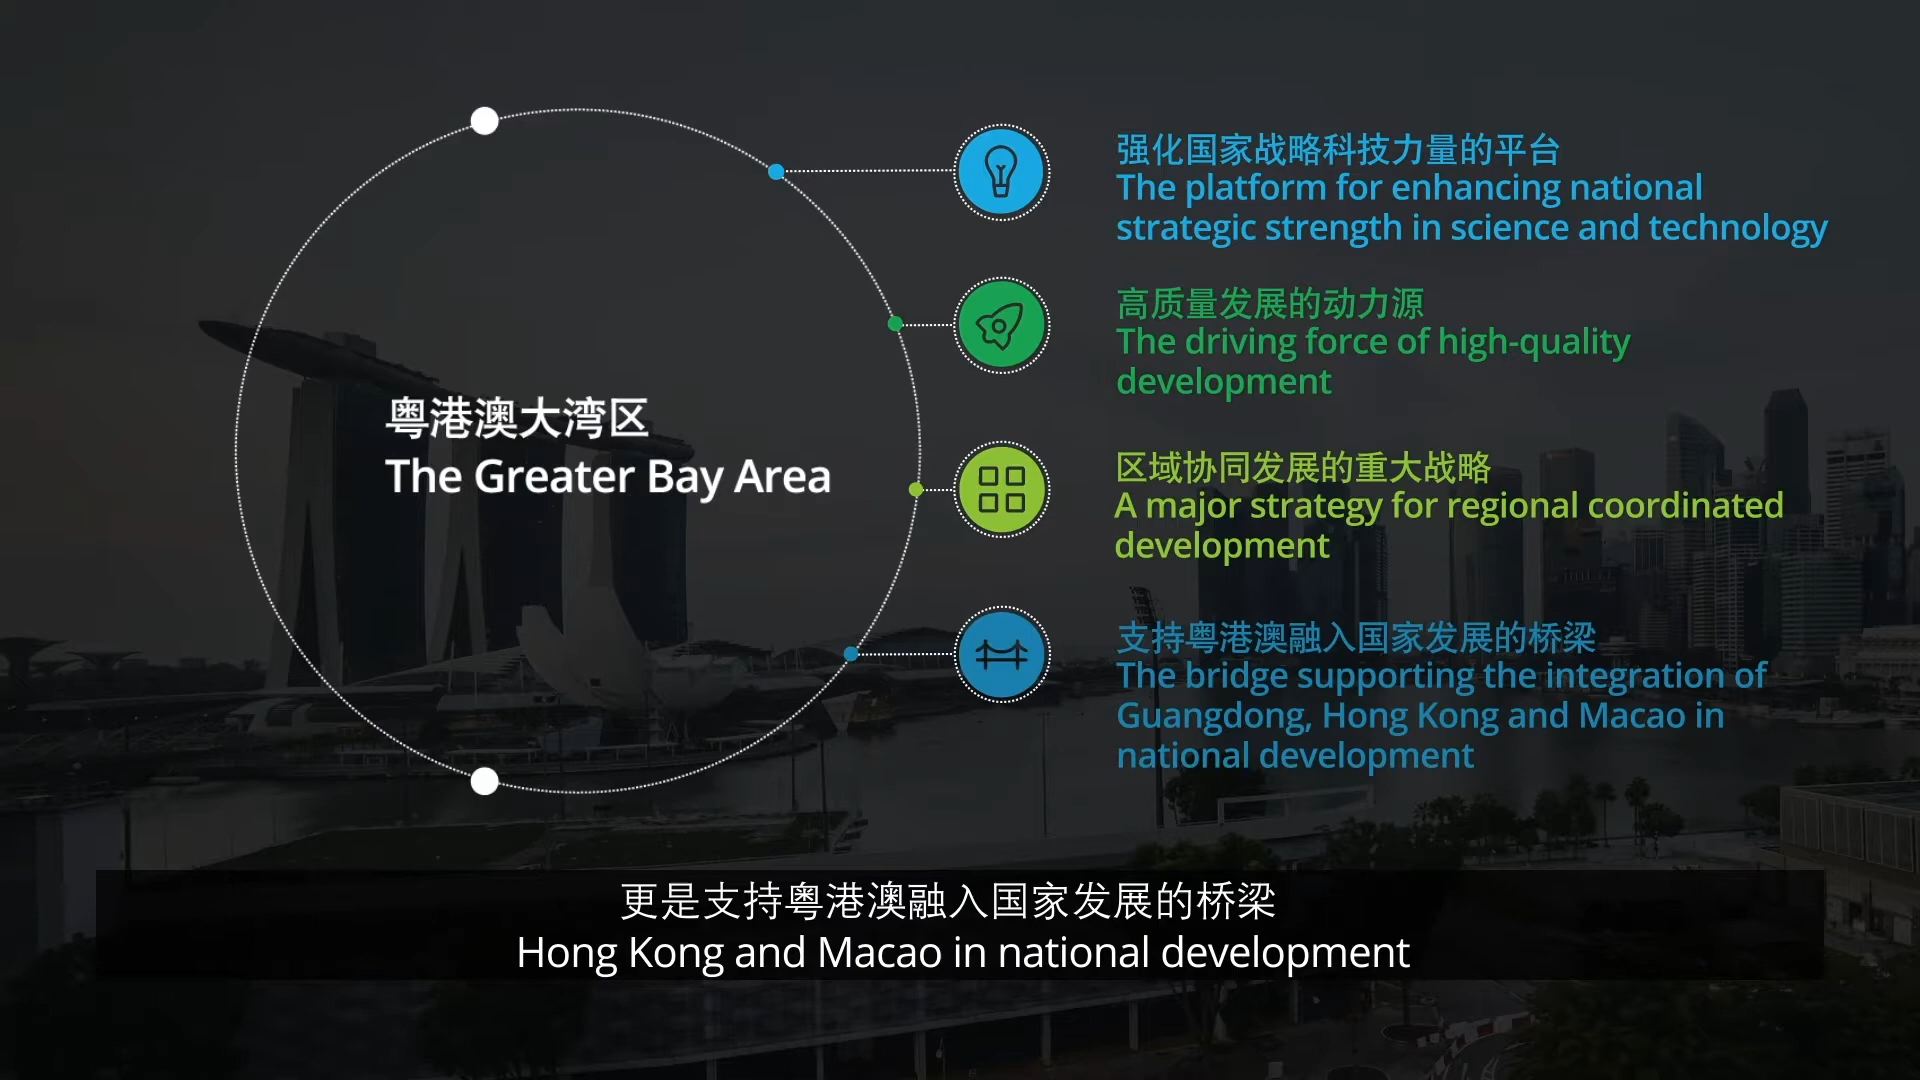 粤港澳大湾区
The Greater Bay Area
强化国家战略科技力量的平台
The platform for enhancing national
strategic strength in science and technology
高质量发展的动力源
The driving force of high-quality
development
区域协同发展的重大战略
A major strategy for regional coordinated
development
支持粤港澳融入国家发展的桥梁
The bridge supporting the integration of
Guangdong, Hong Kong and Macao in
national development
更是支持粤港澳融入国家发展的桥梁
Hong Kong and Macao in national development